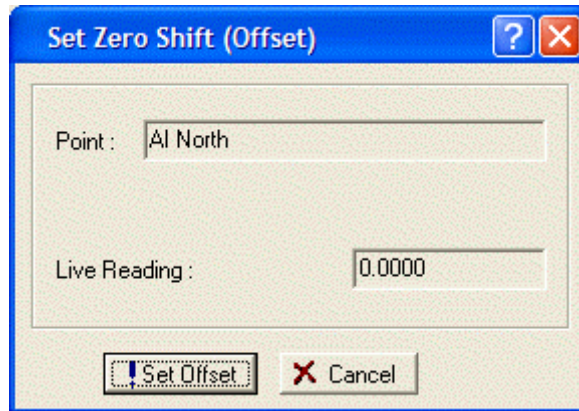 Set Zero Shift (Offset)
Point : AI North
Live Reading : 0.0000
Set Offset Cancel